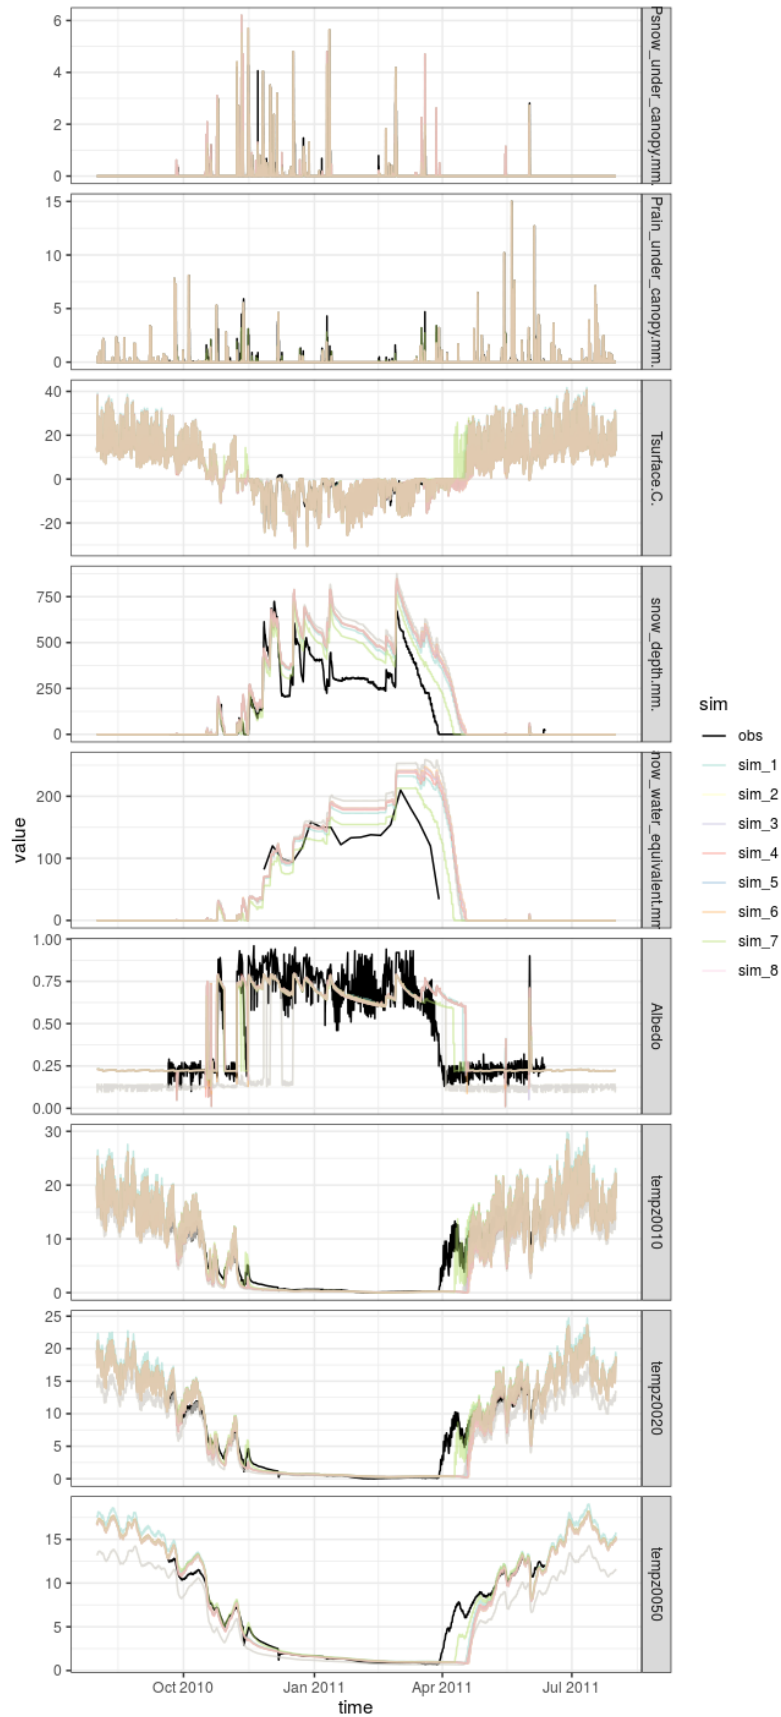 6
4
2
0
Psnow_under_canopy.mm.
15
10
5
0
Prain_under_canopy.mm.
40
20
0
-20
Tsurface.C.
750
500
250
0
snow_depth.mm.
200
100
0
now_water_equivalent.mm
1.00
0.75
0.50
0.25
0.00
Albedo
30
20
10
0
tempz0010
25
20
15
10
5
0
tempz0020
15
10
5
0
tempz0050
Oct 2010
Jan 2011
Apr 2011
Jul 2011
time
value
sim
obs
sim_1
sim_2
sim_3
sim_4
sim_5
sim_6
sim_7
sim_8